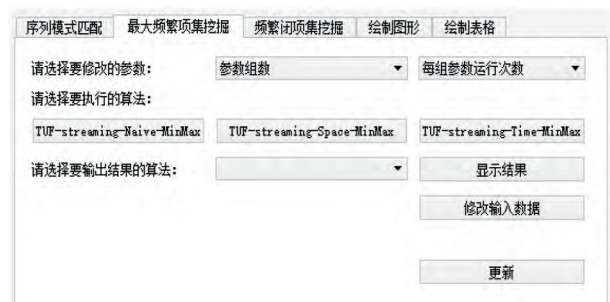 序列模式匹配 最大频繁项集挖掘 频繁闭项集挖掘 绘制图形 绘制表格
请选择要修改的参数： 参数组数 每组参数运行次数
请选择要执行的算法：
TUF-streaming-Naive-MinMax TUF-streaming-Space-MinMax TUF-streaming-Time-MinMax
请选择要输出结果的算法： 显示结果
修改输入数据
更新